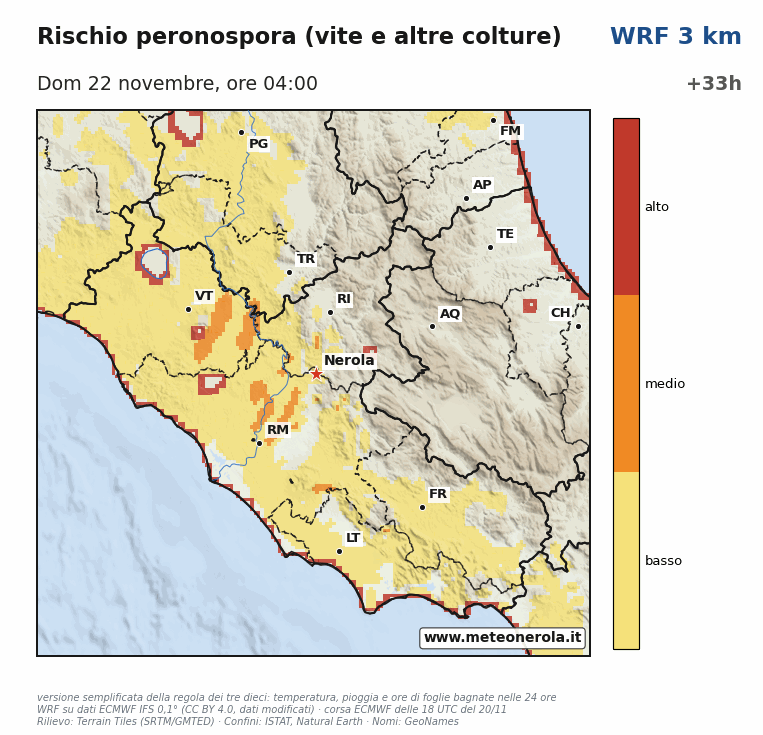 Rischio peronospora (vite e altre colture)
WRF 3 km
Dom 22 novembre, ore 04:00
+33h
FM
PG
AP
TE
TR
VT
RI
AQ
CH
Nerola
RM
FR
LT
www.meteonerola.it
alto
medio
basso
versione semplificata della regola dei tre dieci: temperatura, pioggia e ore di foglie bagnate nelle 24 ore
WRF su dati ECMWF IFS 0,1° (CC BY 4.0, dati modificati) · corsa ECMWF delle 18 UTC del 20/11
Rilievo: Terrain Tiles (SRTM/GMTED) · Confini: ISTAT, Natural Earth · Nomi: GeoNames